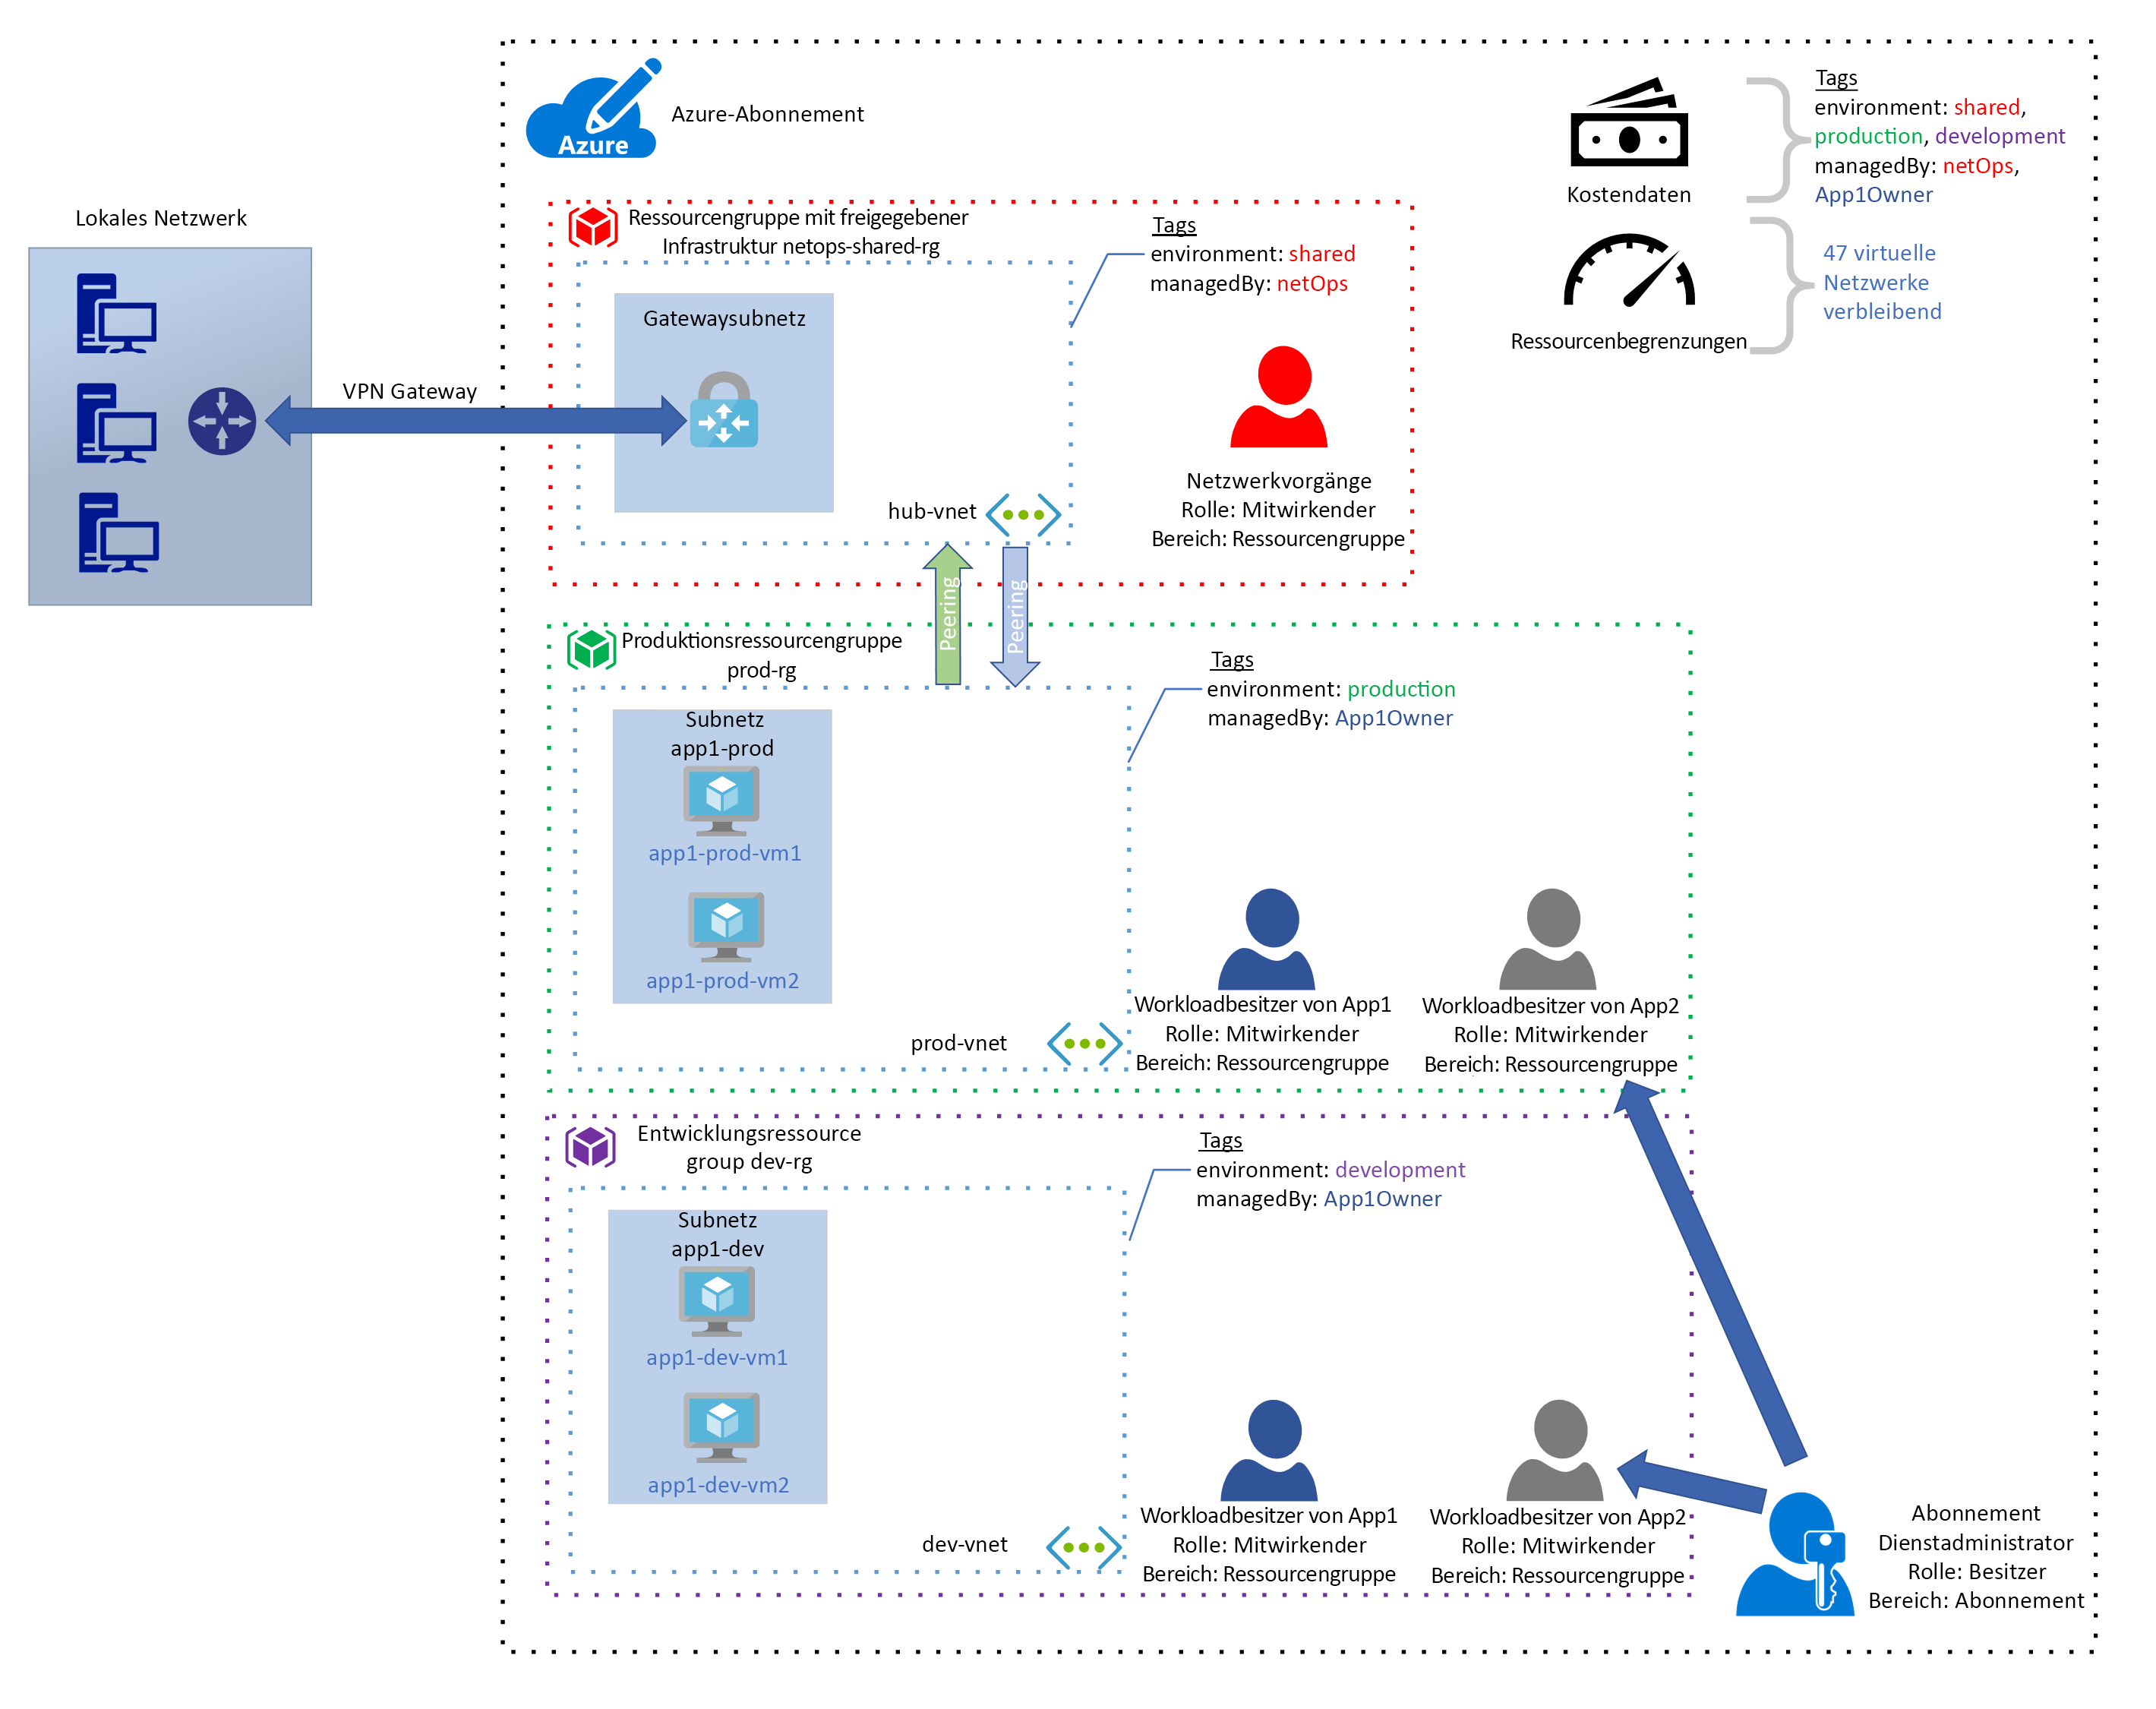 Azure
Azure-Abonnement
Kostendaten
Tags
environment: shared,
production, development
managedBy: netOps,
App1Owner
Ressourcenbegrenzungen
47 virtuelle
Netzwerke
verbleibend
Lokales Netzwerk
VPN Gateway
Ressourcengruppe mit freigegebener
Infrastruktur netops-shared-rg
Tags
environment: shared
managedBy: netOps
Gatewaysubnetz
hub-vnet
Netzwerkvorgänge
Rolle: Mitwirkender
Bereich: Ressourcengruppe
Peering
Peering
Produktionsressourcengruppe
prod-rg
Tags
environment: production
managedBy: App1Owner
Subnetz
app1-prod
app1-prod-vm1
app1-prod-vm2
prod-vnet
Workloadbesitzer von App1
Rolle: Mitwirkender
Bereich: Ressourcengruppe
Workloadbesitzer von App2
Rolle: Mitwirkender
Bereich: Ressourcengruppe
Entwicklungsressource
group dev-rg
Tags
environment: development
managedBy: App1Owner
Subnetz
app1-dev
app1-dev-vm1
app1-dev-vm2
dev-vnet
Workloadbesitzer von App1
Rolle: Mitwirkender
Bereich: Ressourcengruppe
Workloadbesitzer von App2
Rolle: Mitwirkender
Bereich: Ressourcengruppe
Abonnement
Dienstadministrator
Rolle: Besitzer
Bereich: Abonnement